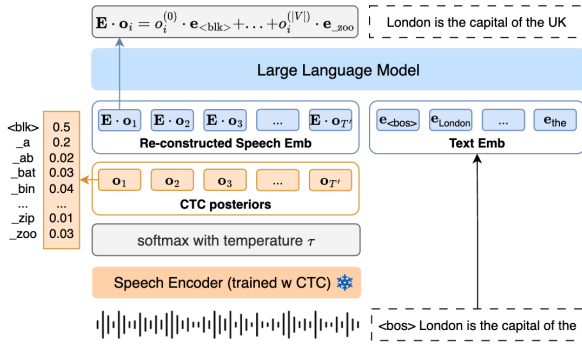 E · o_i = o_i^(0) · e_<blk> + ... + o_i^(|V|) · e__zoo
London is the capital of the UK
Large Language Model
E · o_1 E · o_2 E · o_3 ... E · o_T'
Re-constructed Speech Emb
e_<bos> e_London ... e_the
Text Emb
<blk> 0.5
_a 0.2
_ab 0.02
_bat 0.03
_bin 0.04
... ...
_zip 0.01
_zoo 0.03
o_1 o_2 o_3 ... o_T'
CTC posteriors
softmax with temperature τ
Speech Encoder (trained w CTC)
<bos> London is the capital of the